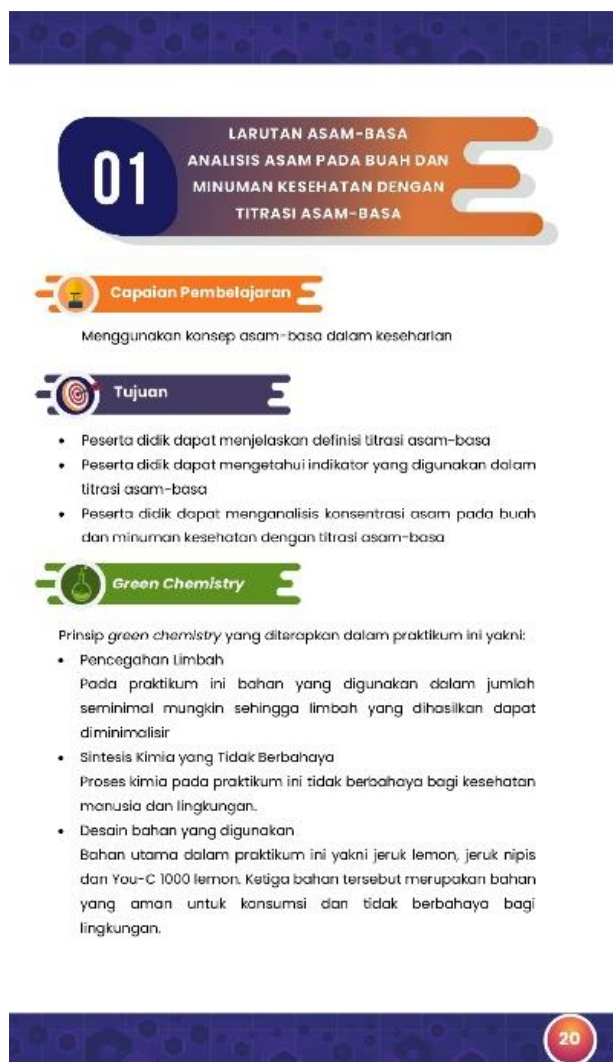 01
LARUTAN ASAM-BASA
ANALISIS ASAM PADA BUAH DAN
MINUMAN KESEHATAN DENGAN
TITRASI ASAM-BASA
Capaian Pembelajaran
Menggunakan konsep asam-basa dalam keseharian
Tujuan
• Peserta didik dapat menjelaskan definisi titrasi asam-basa
• Peserta didik dapat mengetahui indikator yang digunakan dalam
titrasi asam-basa
• Peserta didik dapat menganalisis konsentrasi asam pada buah
dan minuman kesehatan dengan titrasi asam-basa
Green Chemistry
Prinsip green chemistry yang diterapkan dalam praktikum ini yakni:
• Pencegahan Limbah
Pada praktikum ini bahan yang digunakan dalam jumlah
seminimal mungkin sehingga limbah yang dihasilkan dapat
diminimalisir
• Sintesis Kimia yang Tidak Berbahaya
Proses kimia pada praktikum ini tidak berbahaya bagi kesehatan
manusia dan lingkungan.
• Desain bahan yang digunakan
Bahan utama dalam praktikum ini yakni jeruk lemon, jeruk nipis
dan You-C 1000 lemon. Ketiga bahan tersebut merupakan bahan
yang aman untuk konsumsi dan tidak berbahaya bagi
lingkungan.
20